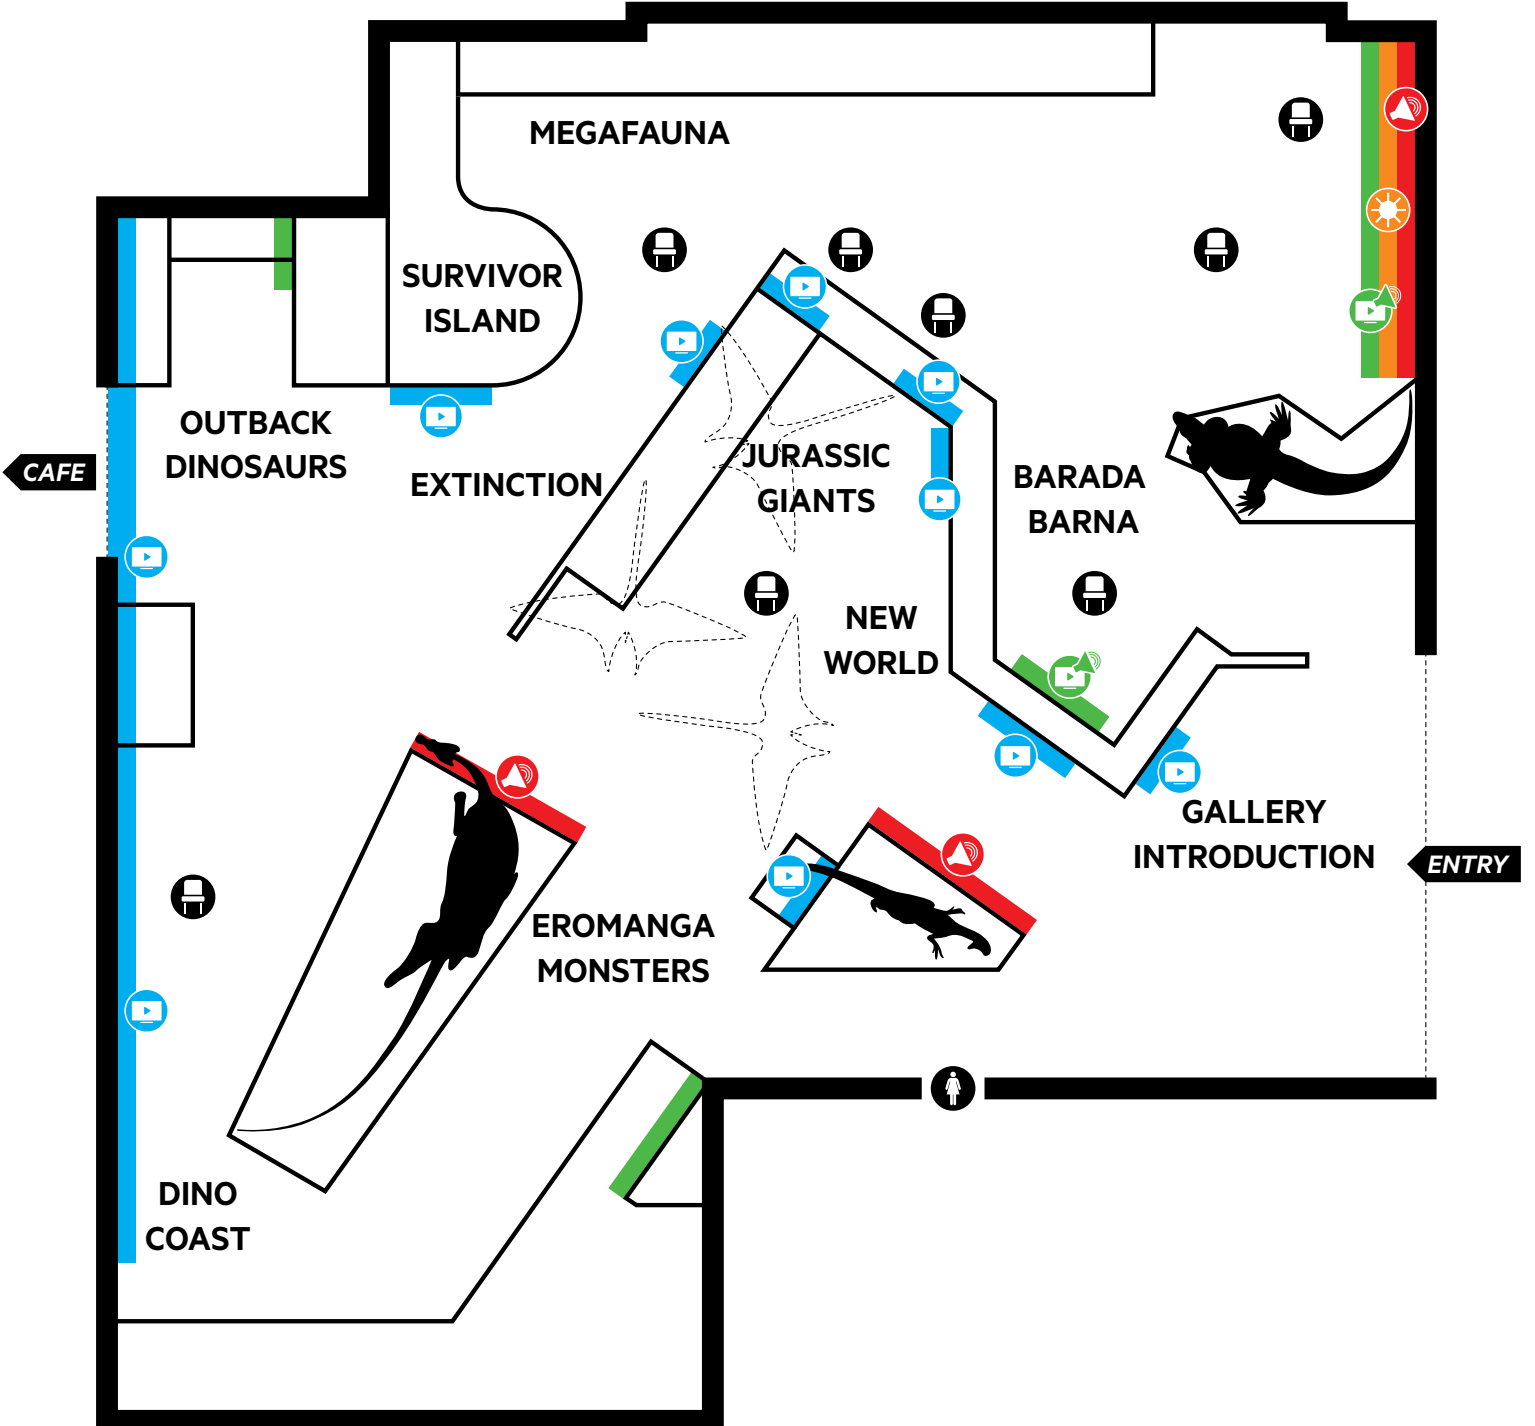 MEGAFAUNA
SURVIVOR
ISLAND
OUTBACK
DINOSAURS
CAFE
EXTINCTION
JURASSIC
GIANTS
BARADA
BARNA
NEW
WORLD
GALLERY
INTRODUCTION
ENTRY
EROMANGA
MONSTERS
DINO
COAST